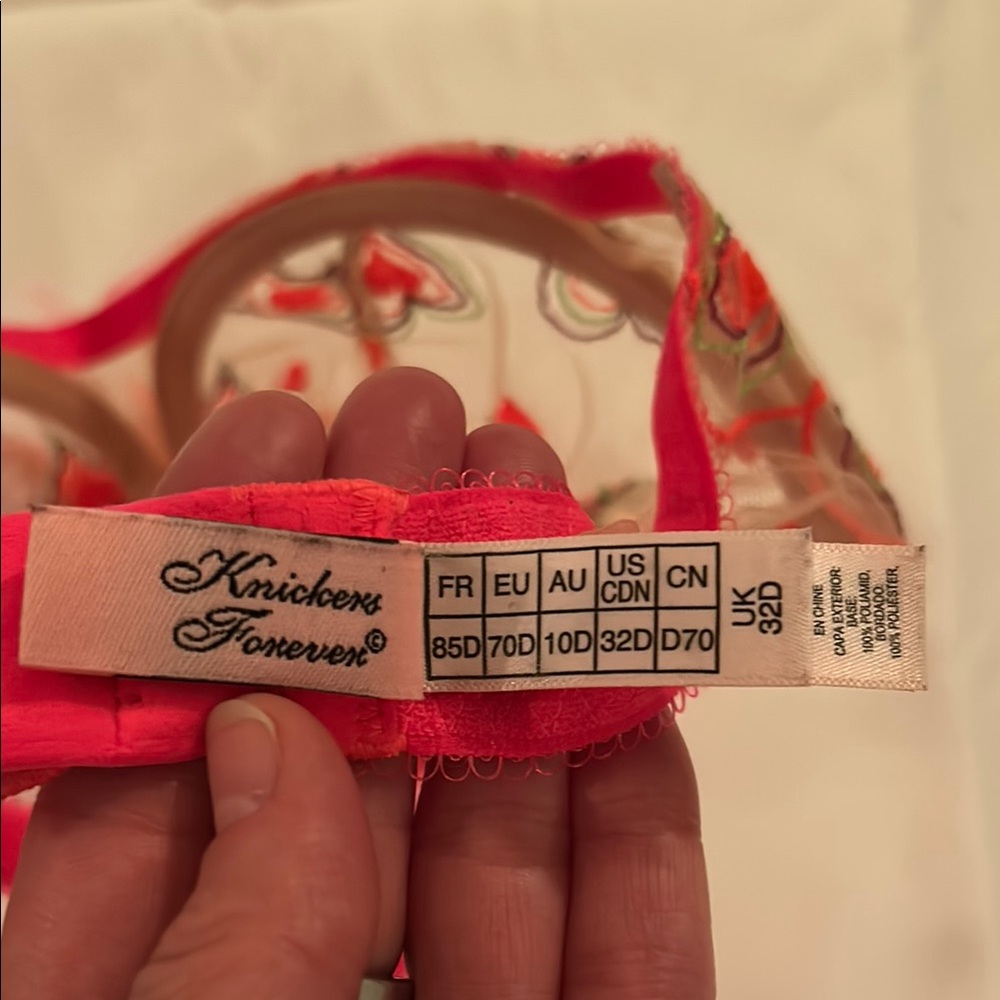 Knickers
Forever©
FR EU AU US CDN CN
85D 70D 10D 32D D70
UK
32D
EN CHINE
CAPA EXTERIOR:
BASE:
100% POLIAMID,
BORDADO:
100% POLIESTER,